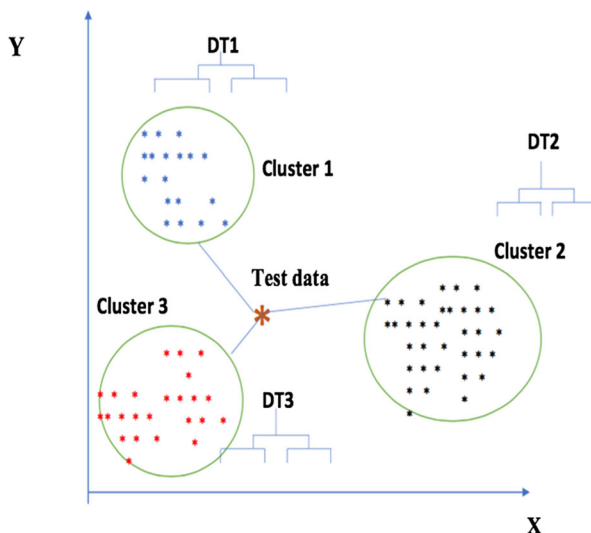 Y
DT1
DT2
Cluster 1
Cluster 2
Test data
Cluster 3
DT3
X